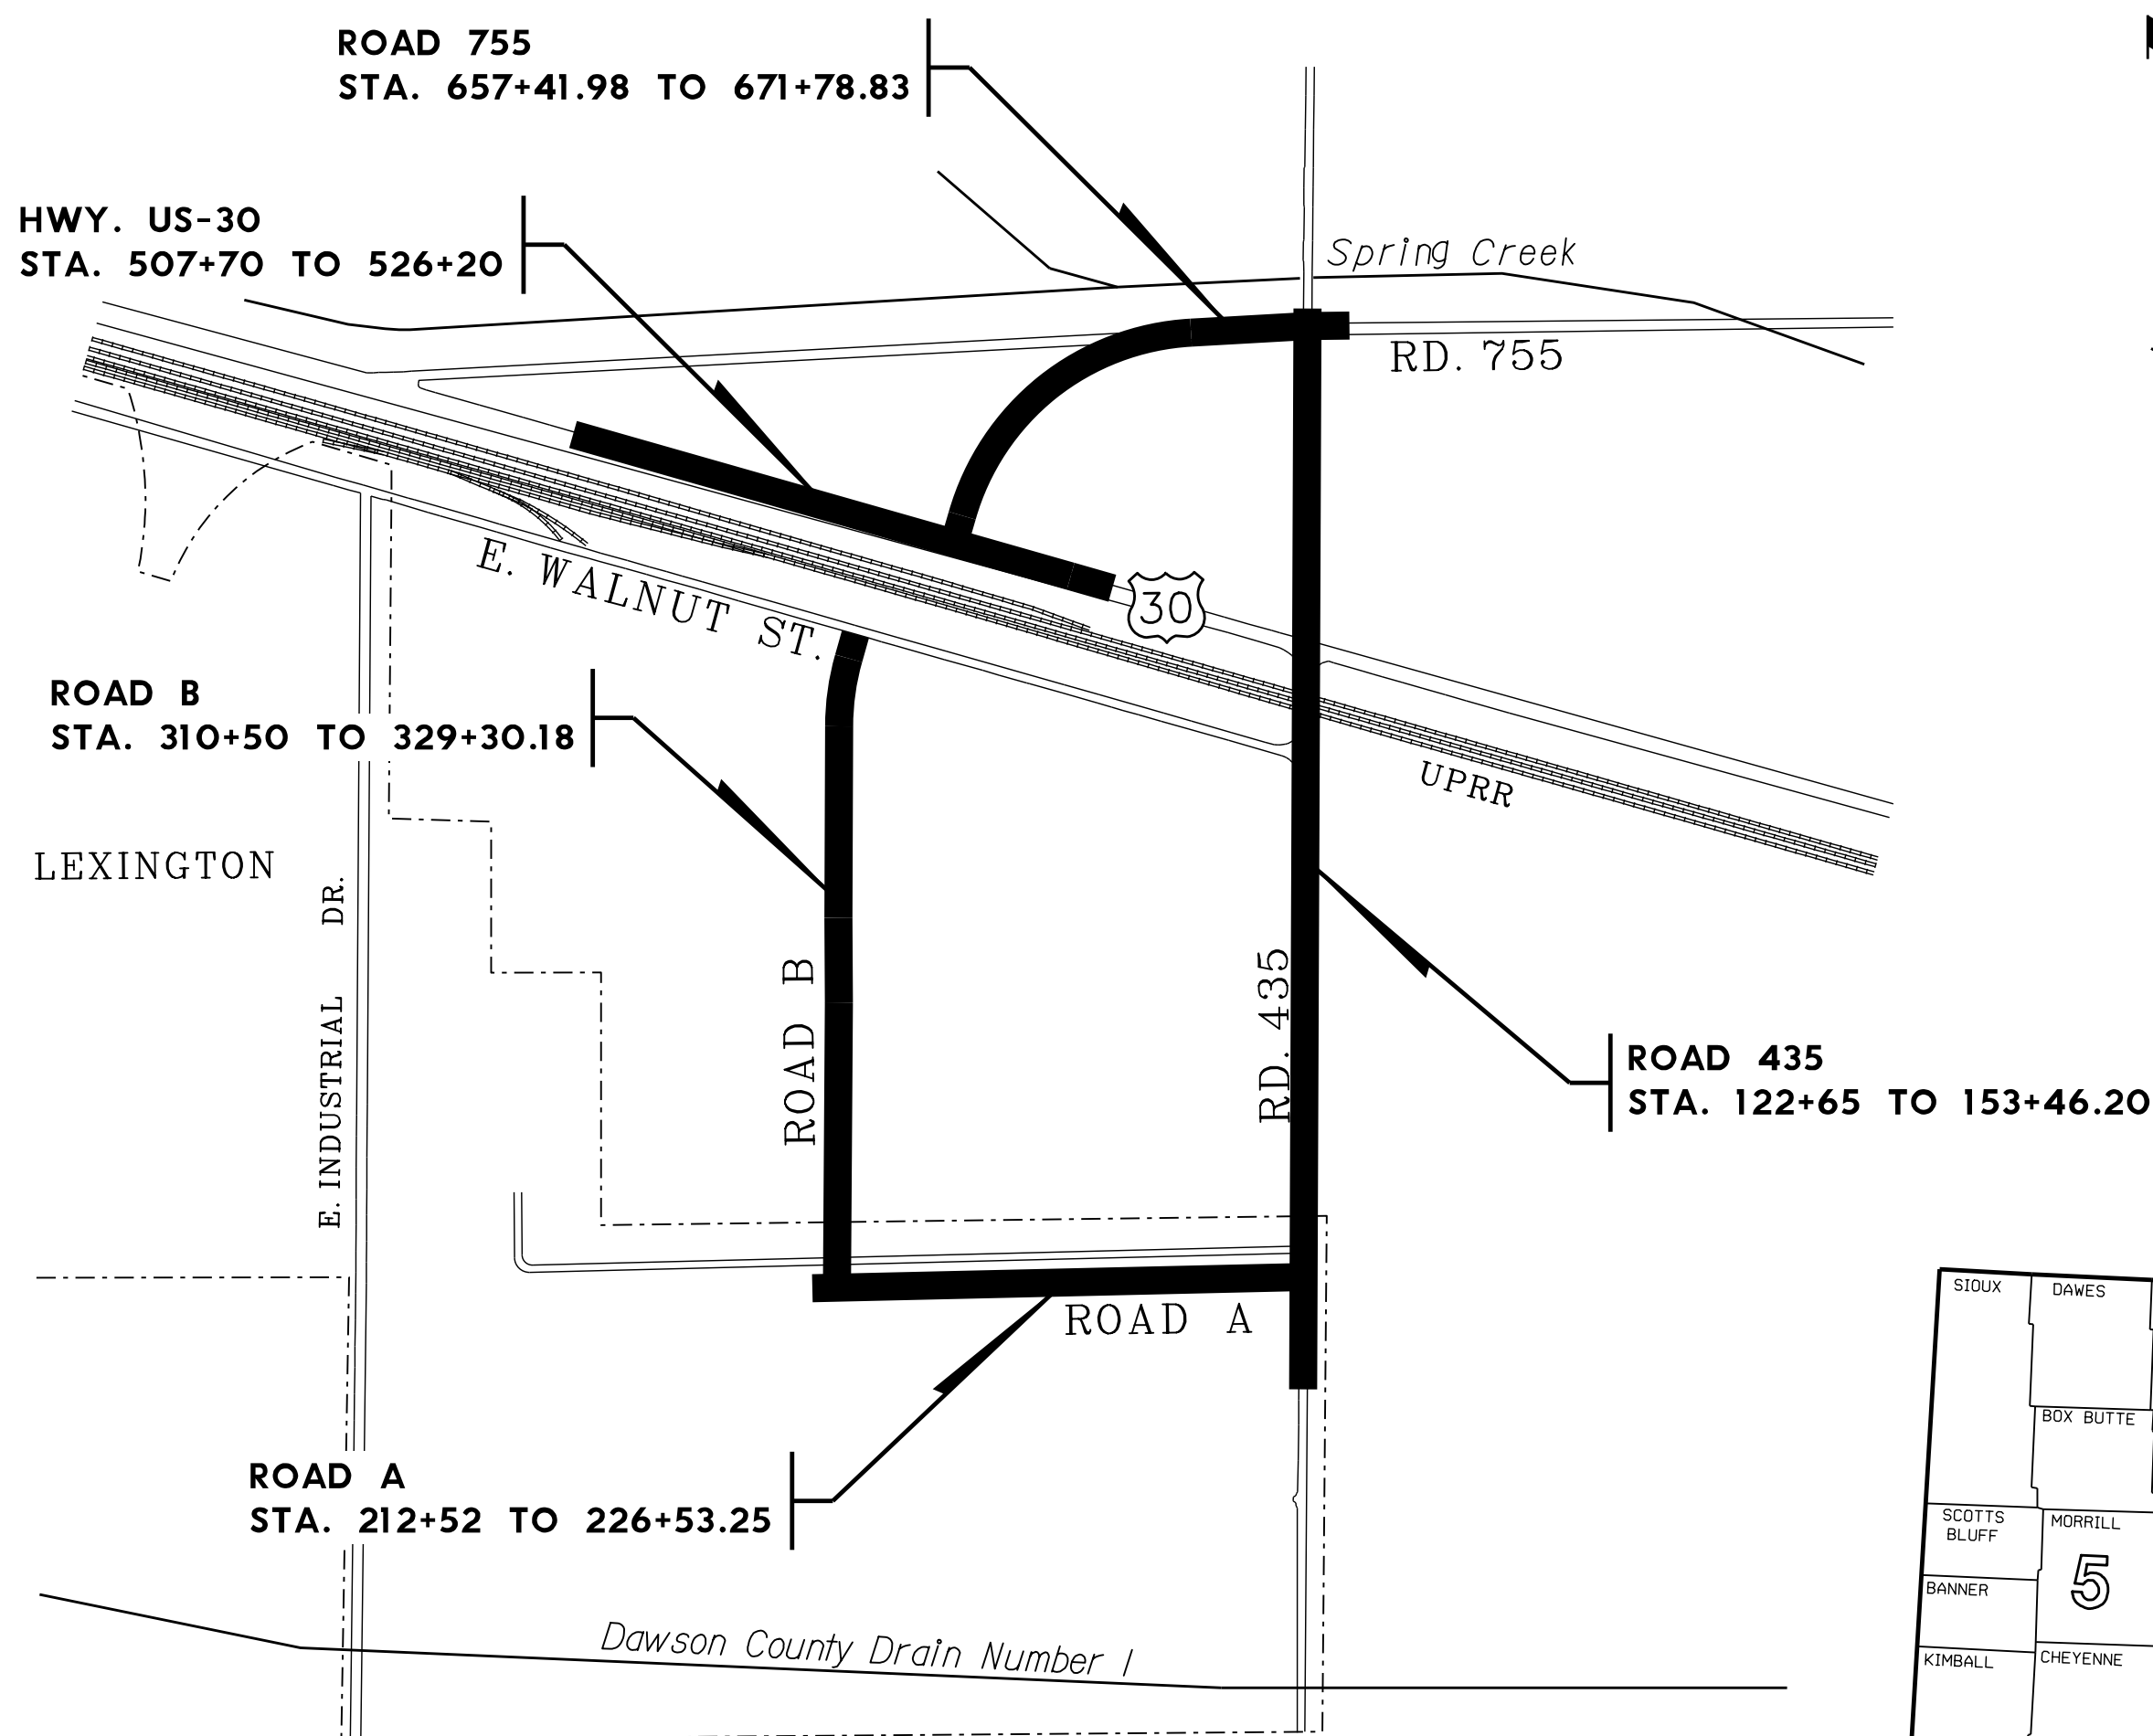 ROAD 755
STA. 657+41.98 TO 671+78.83
HWY. US-30
STA. 507+70 TO 526+20
Spring Creek
RD. 755
30
E. WALNUT ST.
ROAD B
STA. 310+50 TO 329+30.18
UPRR
LEXINGTON
E. INDUSTRIAL DR.
ROAD B
RD. 435
ROAD 435
STA. 122+65 TO 153+46.20
ROAD A
ROAD A
STA. 212+52 TO 226+53.25
Dawson County Drain Number 1
SIOUX
DAWES
BOX BUTTE
SCOTTS
BLUFF
MORRILL
5
BANNER
KIMBALL
CHEYENNE